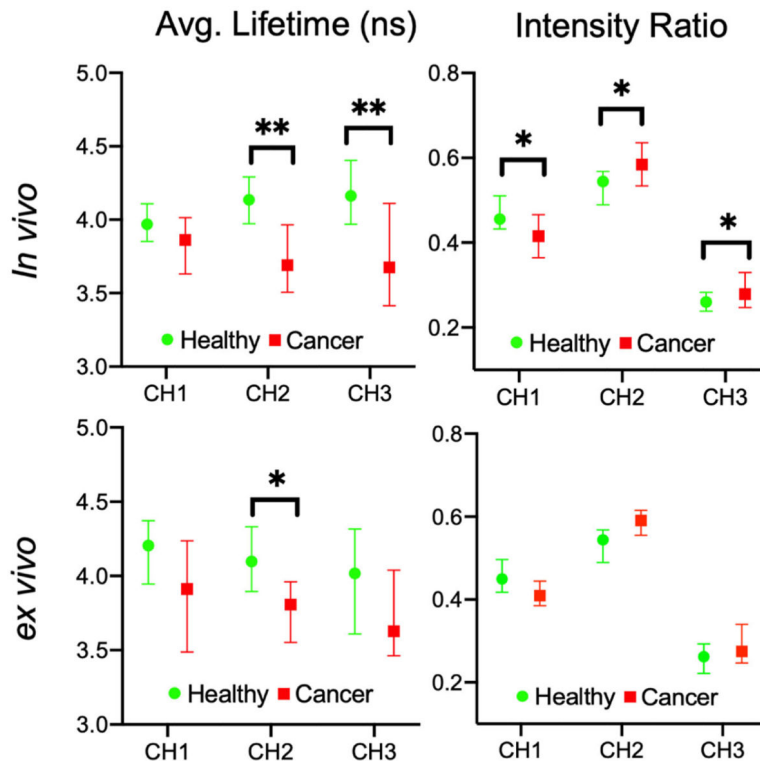 Avg. Lifetime (ns) Intensity Ratio
In vivo
5.0
4.5
4.0
3.5
3.0
** **
Healthy Cancer
CH1 CH2 CH3
0.8
0.6
0.4
0.2
* * *
Healthy Cancer
CH1 CH2 CH3
ex vivo
5.0
4.5
4.0
3.5
3.0
*
Healthy Cancer
CH1 CH2 CH3
0.8
0.6
0.4
0.2
Healthy Cancer
CH1 CH2 CH3